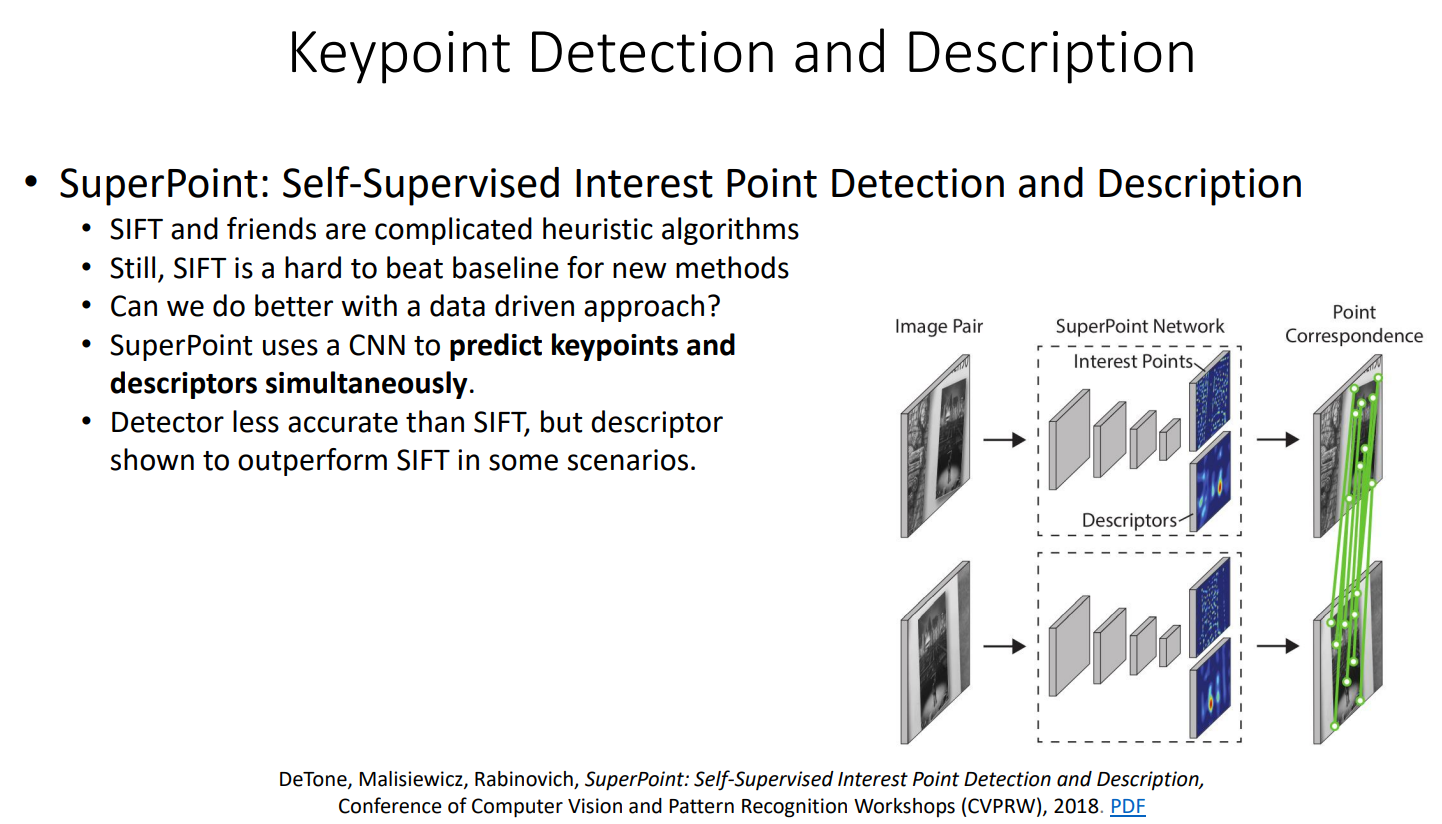 Keypoint Detection and Description
• SuperPoint: Self-Supervised Interest Point Detection and Description
• SIFT and friends are complicated heuristic algorithms
• Still, SIFT is a hard to beat baseline for new methods
• Can we do better with a data driven approach?
• SuperPoint uses a CNN to predict keypoints and
descriptors simultaneously.
• Detector less accurate than SIFT, but descriptor
shown to outperform SIFT in some scenarios.
Image Pair
SuperPoint Network
Point
Correspondence
Interest Points
Descriptors
DeTone, Malisiewicz, Rabinovich, SuperPoint: Self-Supervised Interest Point Detection and Description,
Conference of Computer Vision and Pattern Recognition Workshops (CVPRW), 2018. PDF